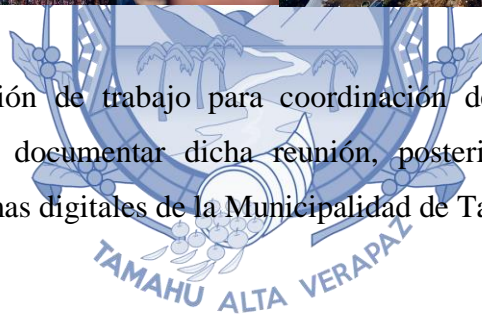 ión de trabajo para coordinación de
documentar dicha reunión, posteri
nas digitales de la Municipalidad de Ta
TAMAHU ALTA VERAPAZ